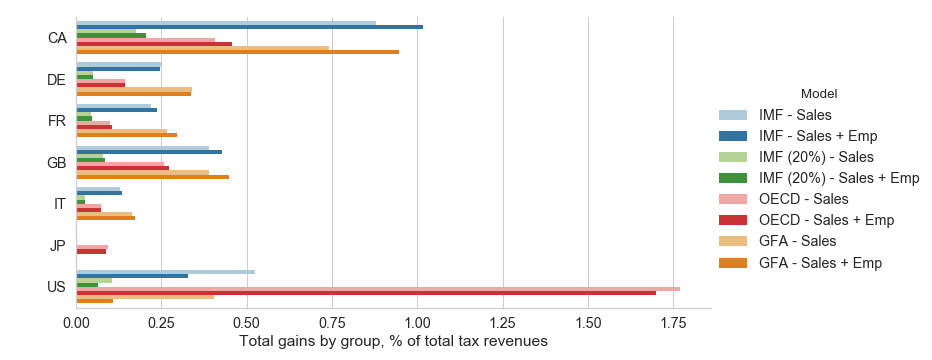 CA
DE
FR
GB
IT
JP
US
0.00 0.25 0.50 0.75 1.00 1.25 1.50 1.75
Total gains by group, % of total tax revenues
Model
IMF - Sales
IMF - Sales + Emp
IMF (20%) - Sales
IMF (20%) - Sales + Emp
OECD - Sales
OECD - Sales + Emp
GFA - Sales
GFA - Sales + Emp